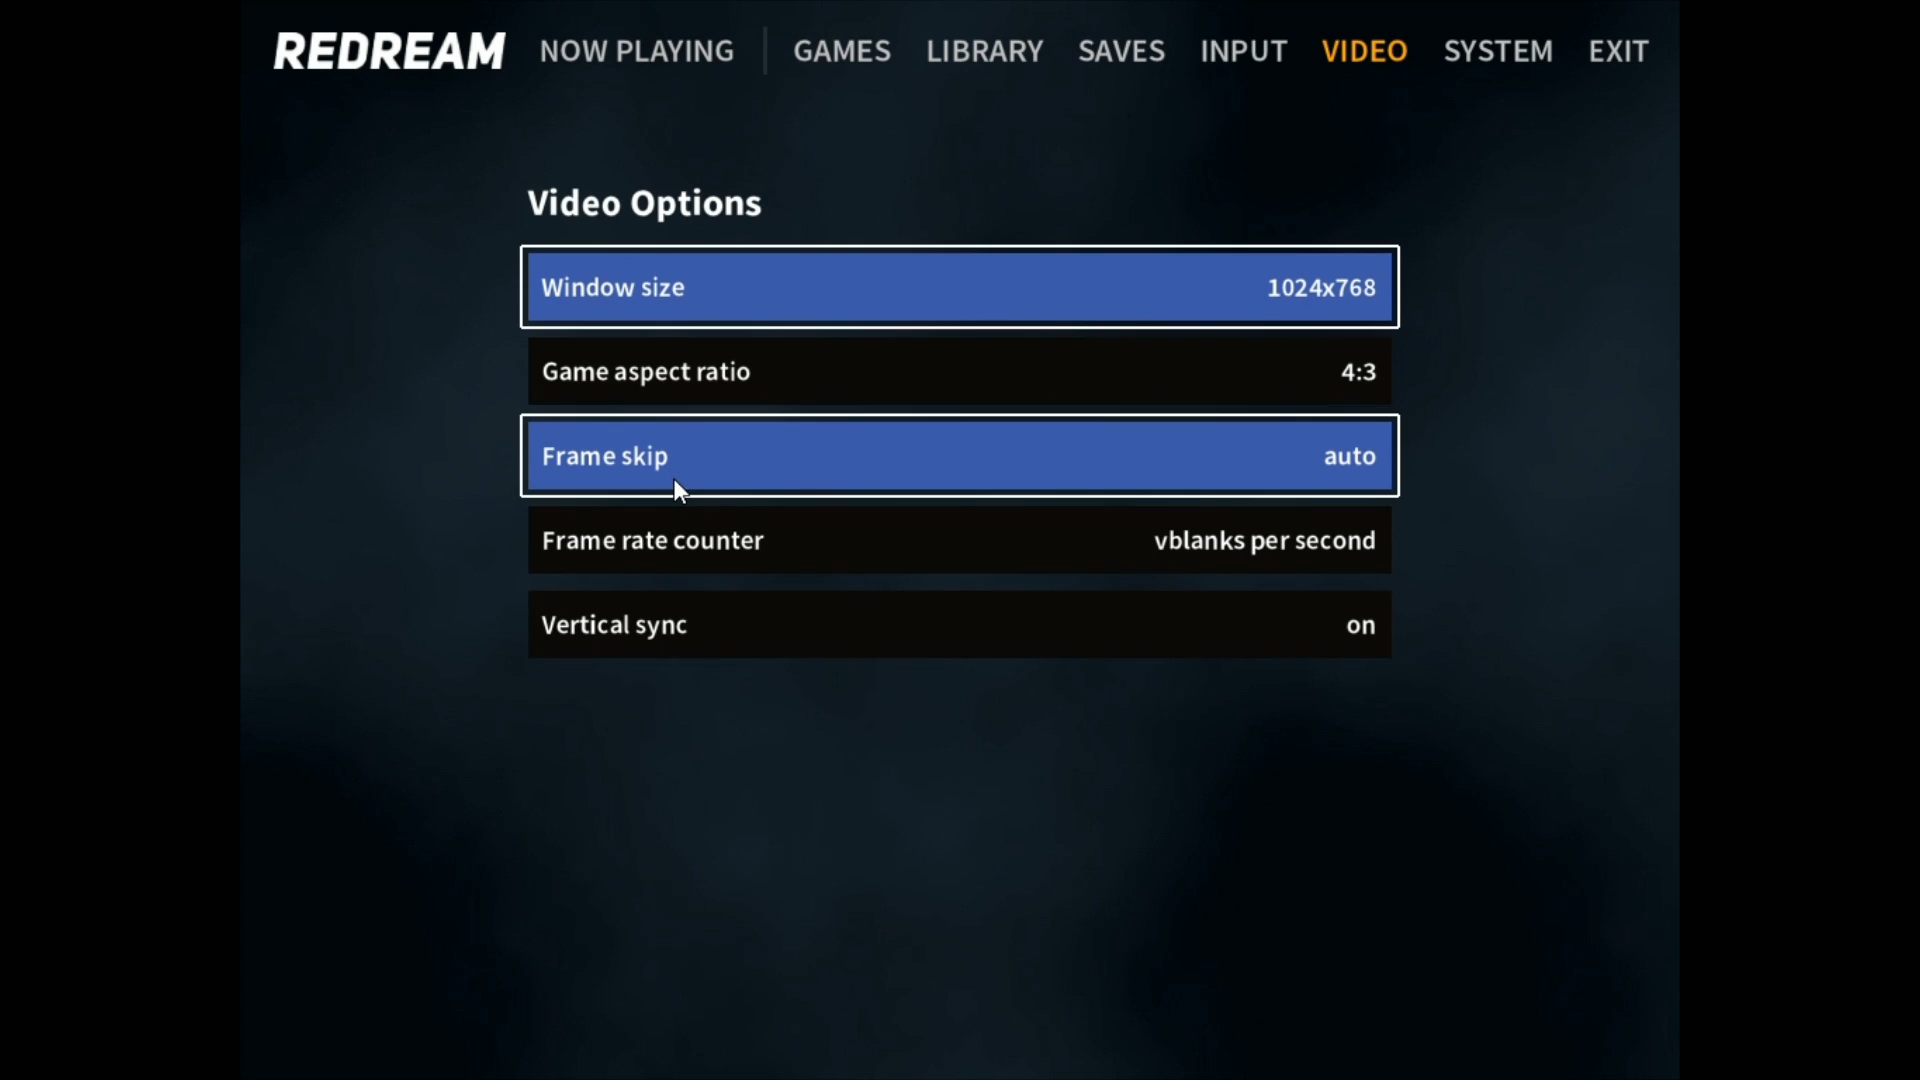 REDREAM NOW PLAYING GAMES LIBRARY SAVES INPUT VIDEO SYSTEM EXIT
Video Options
Window size 1024x768
Game aspect ratio 4:3
Frame skip auto
Frame rate counter vblanks per second
Vertical sync on